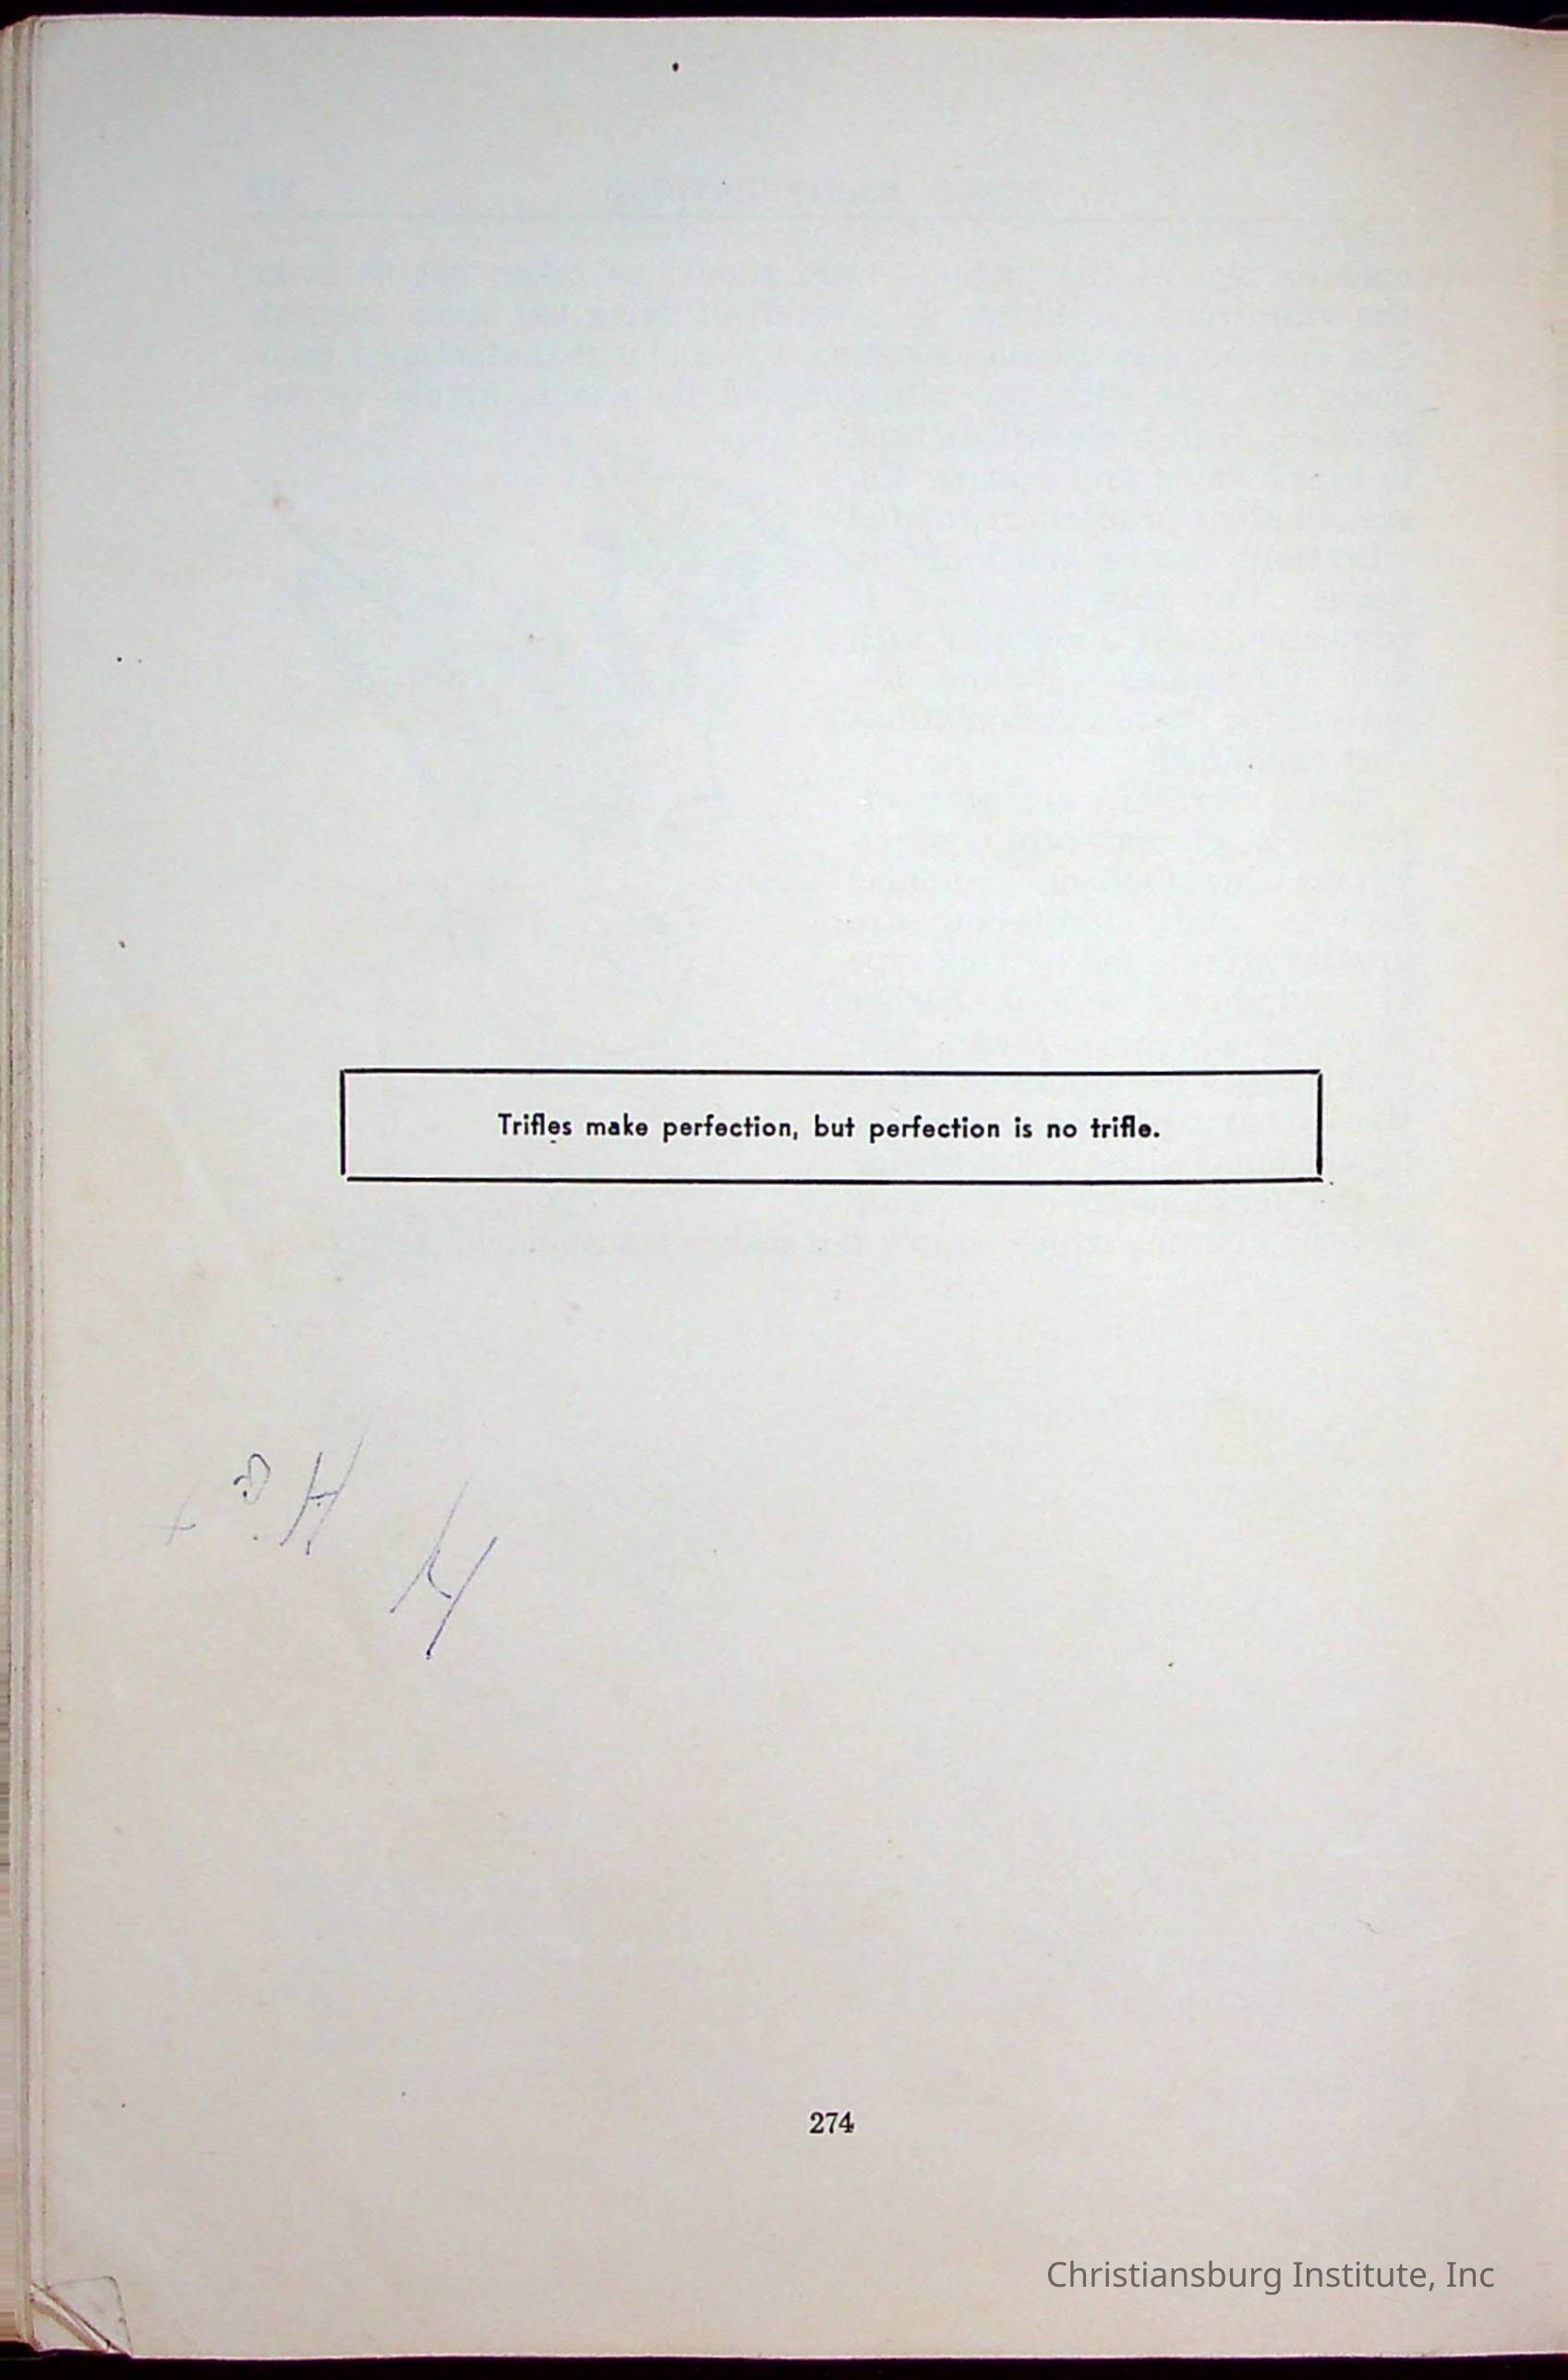 Trifles make perfection, but perfection is no trifle.
274
Christiansburg Institute, Inc